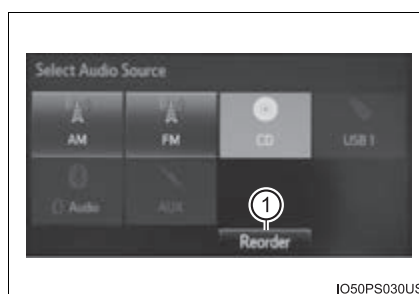 Select Audio Source
AM
FM
CD
USB 1
Audio
AUX
1
Reorder
IO50PS030US